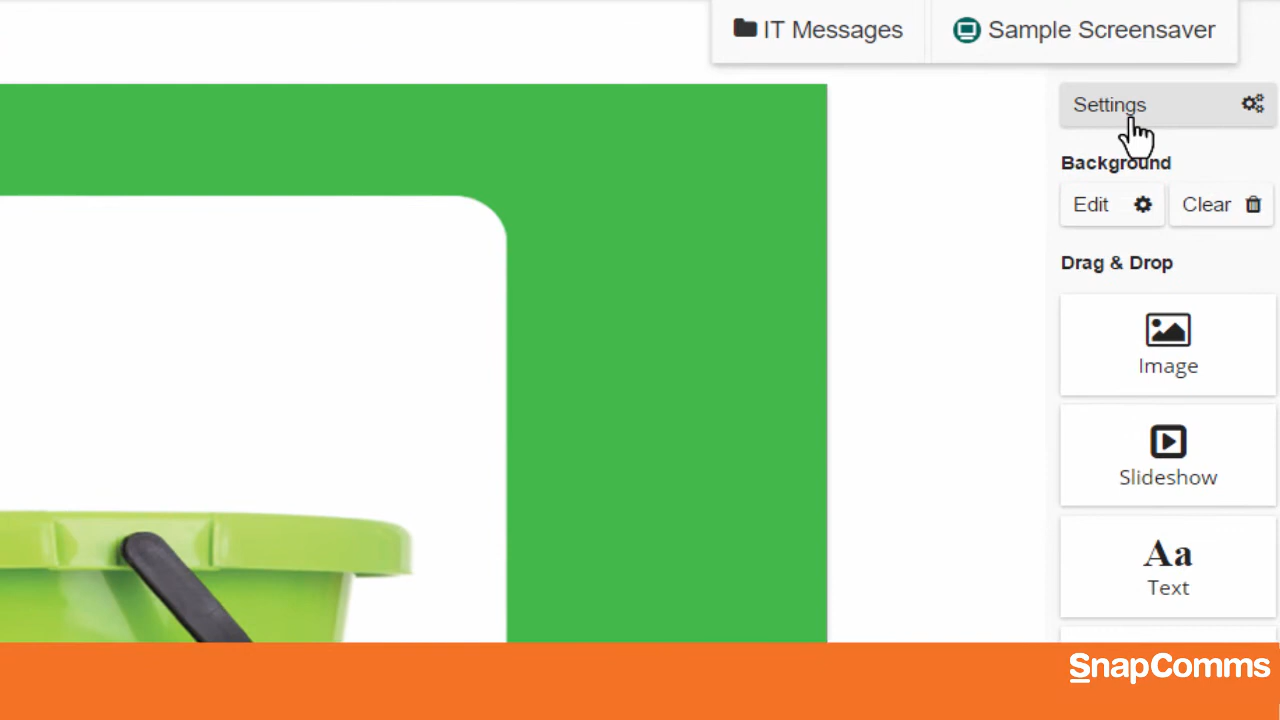 IT Messages
Sample Screensaver
Settings
Background
Edit
Clear
Drag & Drop
Image
Slideshow
Aa
Text
SnapComms